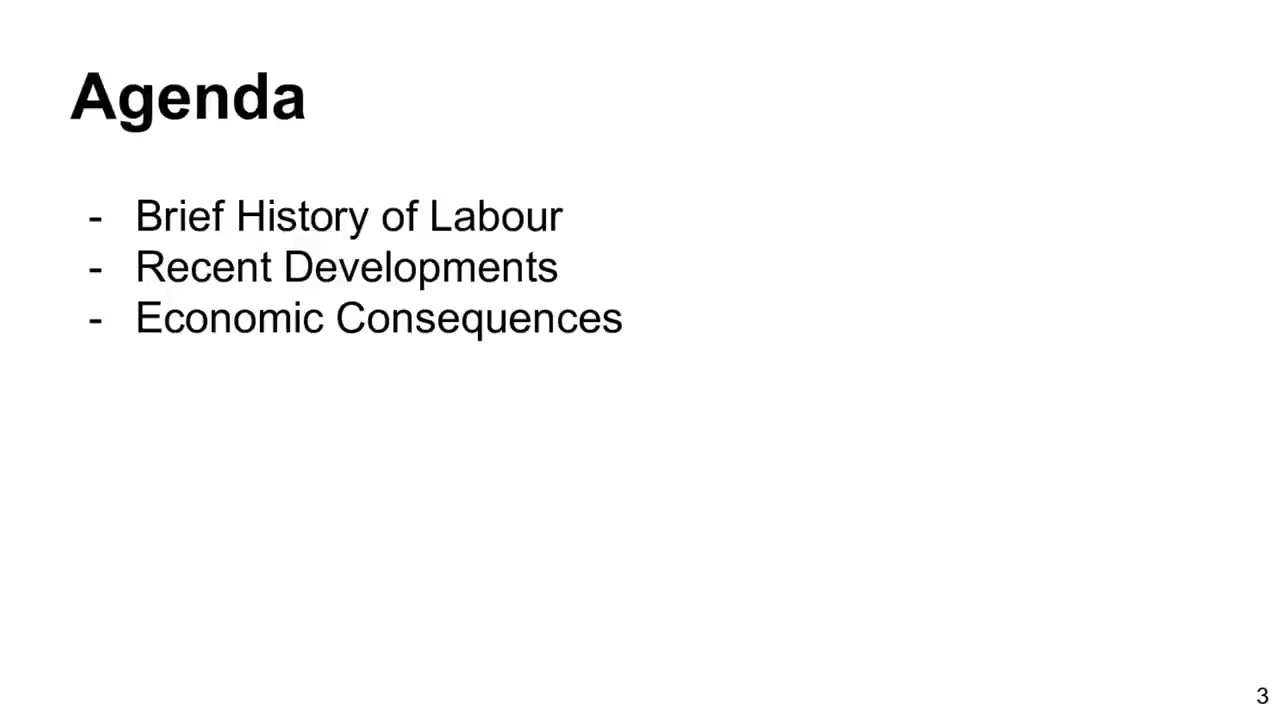 Agenda
- Brief History of Labour
- Recent Developments
- Economic Consequences
3